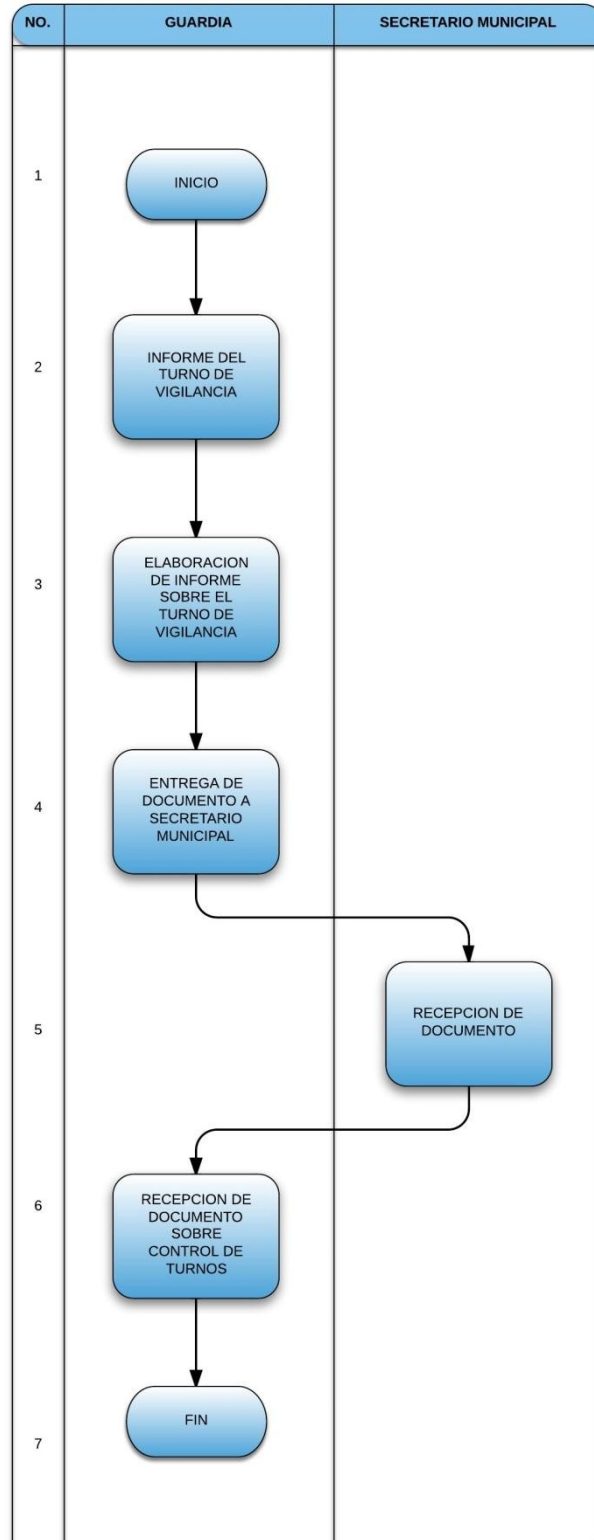 NO. GUARDIA SECRETARIO MUNICIPAL
1
INICIO
2
INFORME DEL
TURNO DE
VIGILANCIA
3
ELABORACION
DE INFORME
SOBRE EL
TURNO DE
VIGILANCIA
4
ENTREGA DE
DOCUMENTO A
SECRETARIO
MUNICIPAL
5
RECEPCION DE
DOCUMENTO
6
RECEPCION DE
DOCUMENTO
SOBRE
CONTROL DE
TURNOS
FIN
7